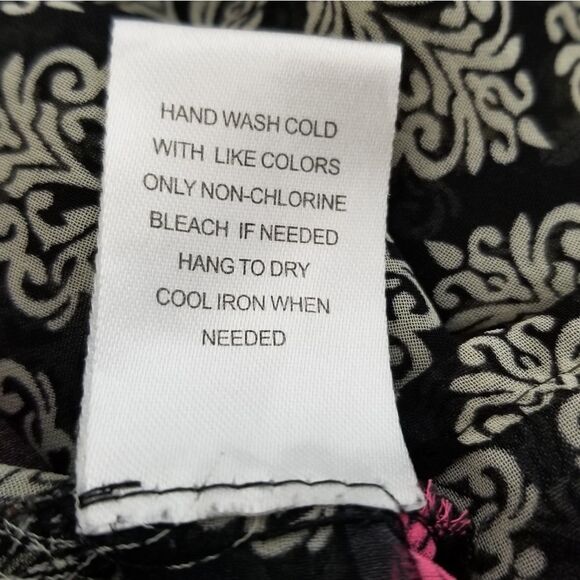 HAND WASH COLD
WITH LIKE COLORS
ONLY NON-CHLORINE
BLEACH IF NEEDED
HANG TO DRY
COOL IRON WHEN
NEEDED